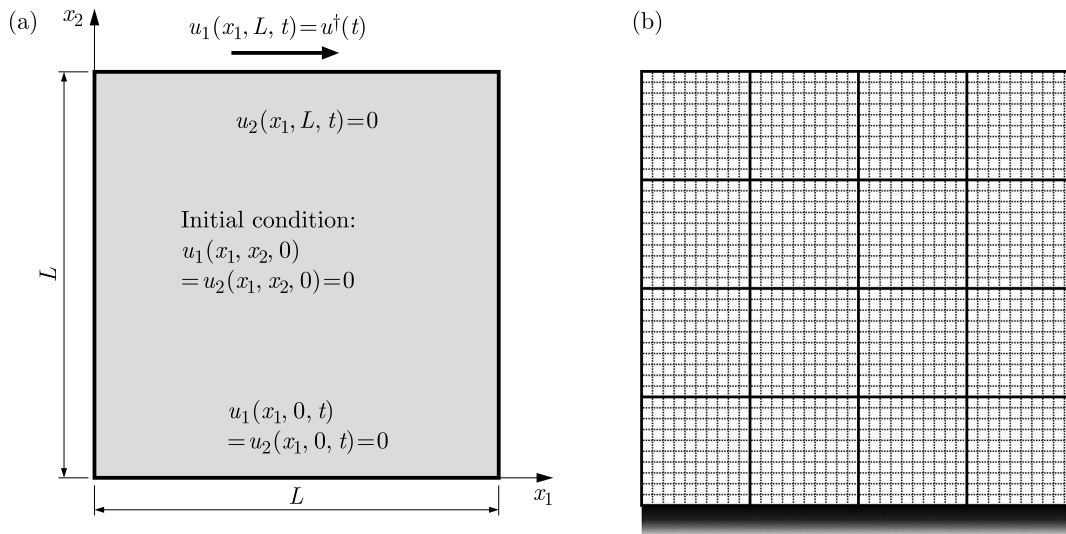 (a)
x₂
u₁(x₁, L, t)=u†(t)
u₂(x₁, L, t)=0
Initial condition:
u₁(x₁, x₂, 0)
=u₂(x₁, x₂, 0)=0
L
u₁(x₁, 0, t)
=u₂(x₁, 0, t)=0
L
x₁
(b)